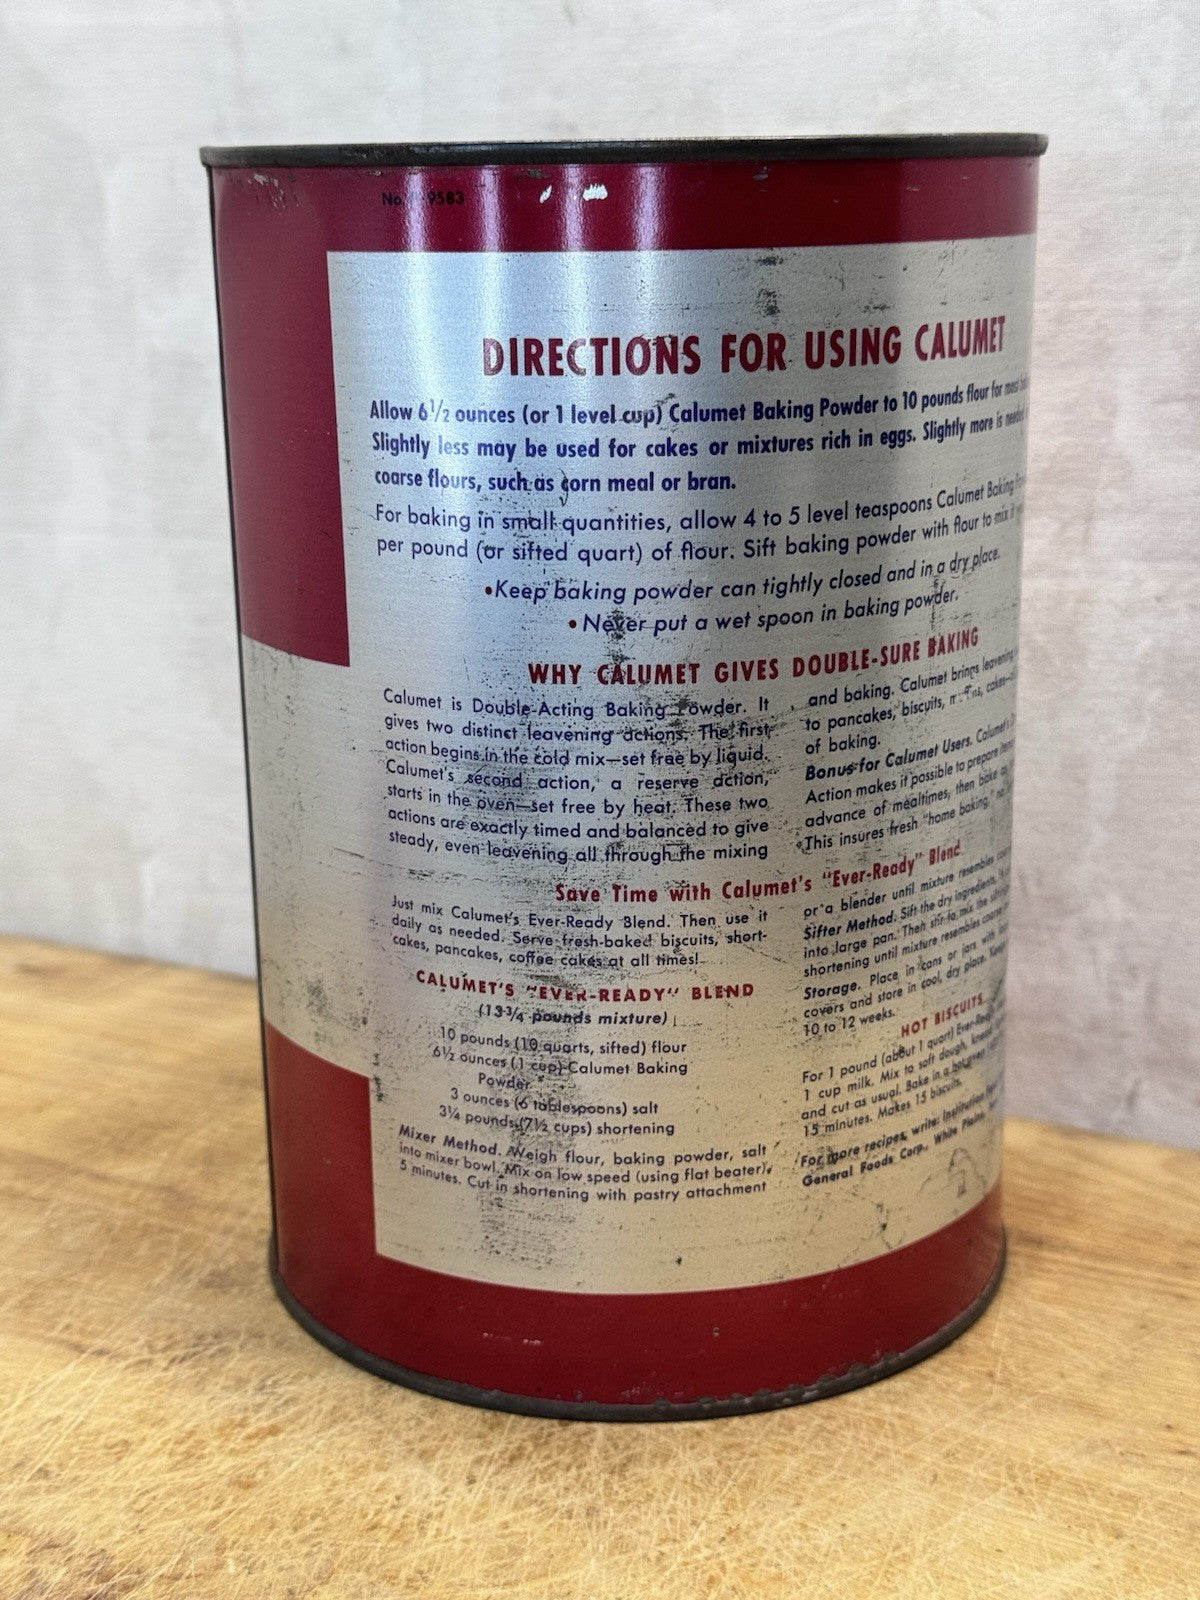 9583
DIRECTIONS FOR USING CALUMET
Allow 6½ ounces (or 1 level cup) Calumet Baking Powder to 10 pounds flour for most
Slightly less may be used for cakes or mixtures rich in eggs. Slightly more is needed
coarse flours, such as corn meal or bran.
For baking in small quantities, allow 4 to 5 level teaspoons Calumet Baking
per pound (or sifted quart) of flour. Sift baking powder with flour to mix it
•Keep baking powder can tightly closed and in a dry place.
•Never put a wet spoon in baking powder.
WHY CALUMET GIVES DOUBLE-SURE BAKING
Calumet is Double-Acting Baking Powder. It
gives two distinct leavening actions. The first
action begins in the cold mix—set free by liquid.
Calumet's second action, a reserve action,
starts in the oven—set free by heat. These two
actions are exactly timed and balanced to give
steady, even leavening all through the mixing
and baking. Calumet brings leavening
to pancakes, biscuits, cakes—
of baking.
Bonus for Calumet Users. Calumet's
Action makes it possible to prepare
advance of mealtimes, then bake as
This insures fresh "home baking,"
Save Time with Calumet's "Ever-Ready" Blend
Just mix Calumet's Ever-Ready Blend. Then use it
daily as needed. Serve fresh-baked biscuits, short-
cakes, pancakes, coffee cakes at all times!
CALUMET'S "EVER-READY" BLEND
(13¾ pounds mixture)
10 pounds (10 quarts, sifted) flour
6½ ounces (1 cup) Calumet Baking
Powder
3 ounces (6 tablespoons) salt
3¼ pounds (7½ cups) shortening
Mixer Method. Weigh flour, baking powder, salt
into mixer bowl. Mix on low speed (using flat beater),
5 minutes. Cut in shortening with pastry attachment
or a blender until mixture resembles
Sifter Method. Sift the dry ingredients,
into large pan. Then stir to mix the
shortening until mixture resembles coarse
Storage. Place in cans or jars with
covers and store in cool, dry place.
10 to 12 weeks.
HOT BISCUITS
For 1 pound (about 1 quart) Ever-Ready
1 cup milk. Mix to soft dough, knead
and cut as usual. Bake in a hot oven
15 minutes. Makes 15 biscuits.
For more recipes, write: Institution
General Foods Corp., White Plains,